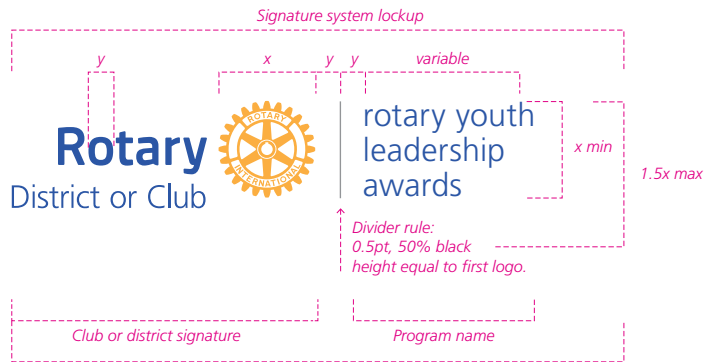 Signature system lockup
y
x
y
y
variable
Rotary
District or Club
ROTARY
INTERNATIONAL
rotary youth
leadership
awards
x min
1.5x max
Divider rule:
0.5pt, 50% black
height equal to first logo.
Club or district signature
Program name